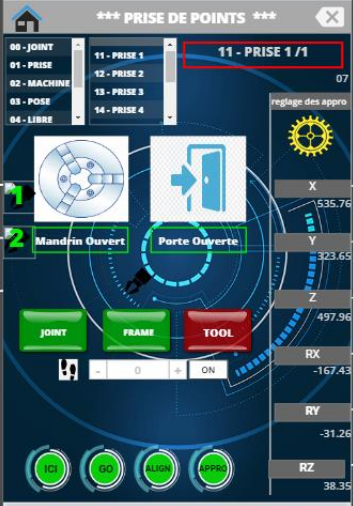 *** PRISE DE POINTS ***
00 - JOINT
01 - PRISE
02 - MACHINE
03 - POSE
04 - LIBRE
11 - PRISE 1
12 - PRISE 2
13 - PRISE 3
14 - PRISE 4
11 - PRISE 1 /1
07
reglage des appro
1
2
Mandrin Ouvert
Porte Ouverte
X
535.76
Y
323.65
Z
497.96
RX
-167.43
RY
-31.26
RZ
38.35
JOINT
FRAME
TOOL
-
0
+
ON
ICI
GO
ALIGN
APPRO